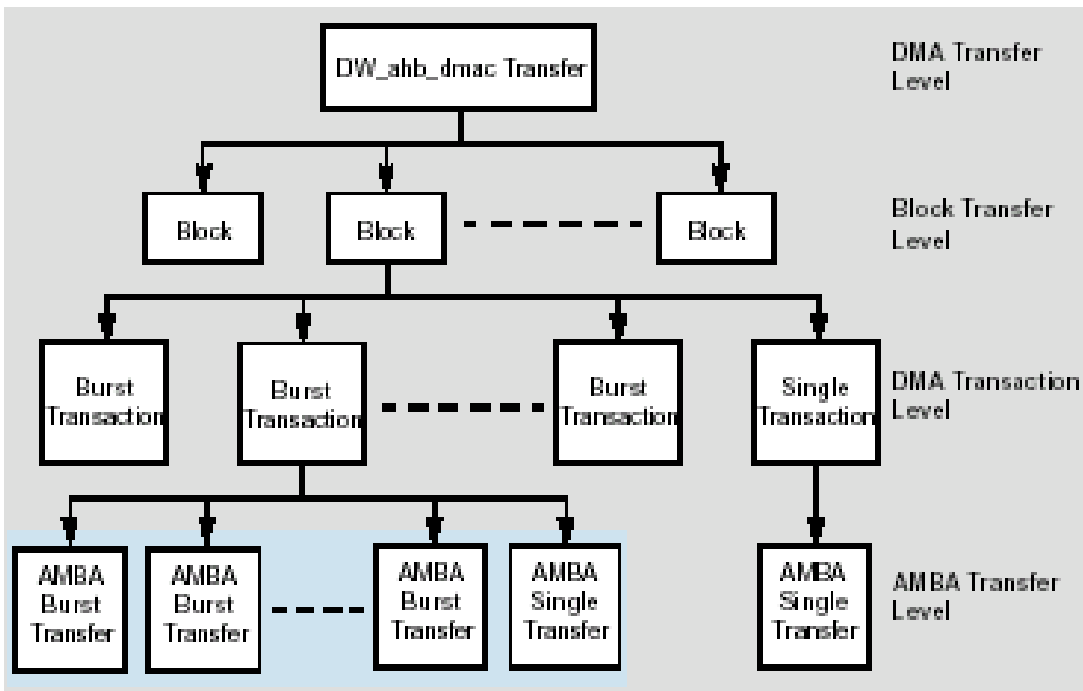 DW_ahb_dmac Transfer
DMA Transfer
Level
Block
Block
Block
Block Transfer
Level
Burst
Transaction
Burst
Transaction
Burst
Transaction
Single
Transaction
DMA Transaction
Level
AMBA
Burst
Transfer
AMBA
Burst
Transfer
AMBA
Burst
Transfer
AMBA
Single
Transfer
AMBA
Single
Transfer
AMBA Transfer
Level